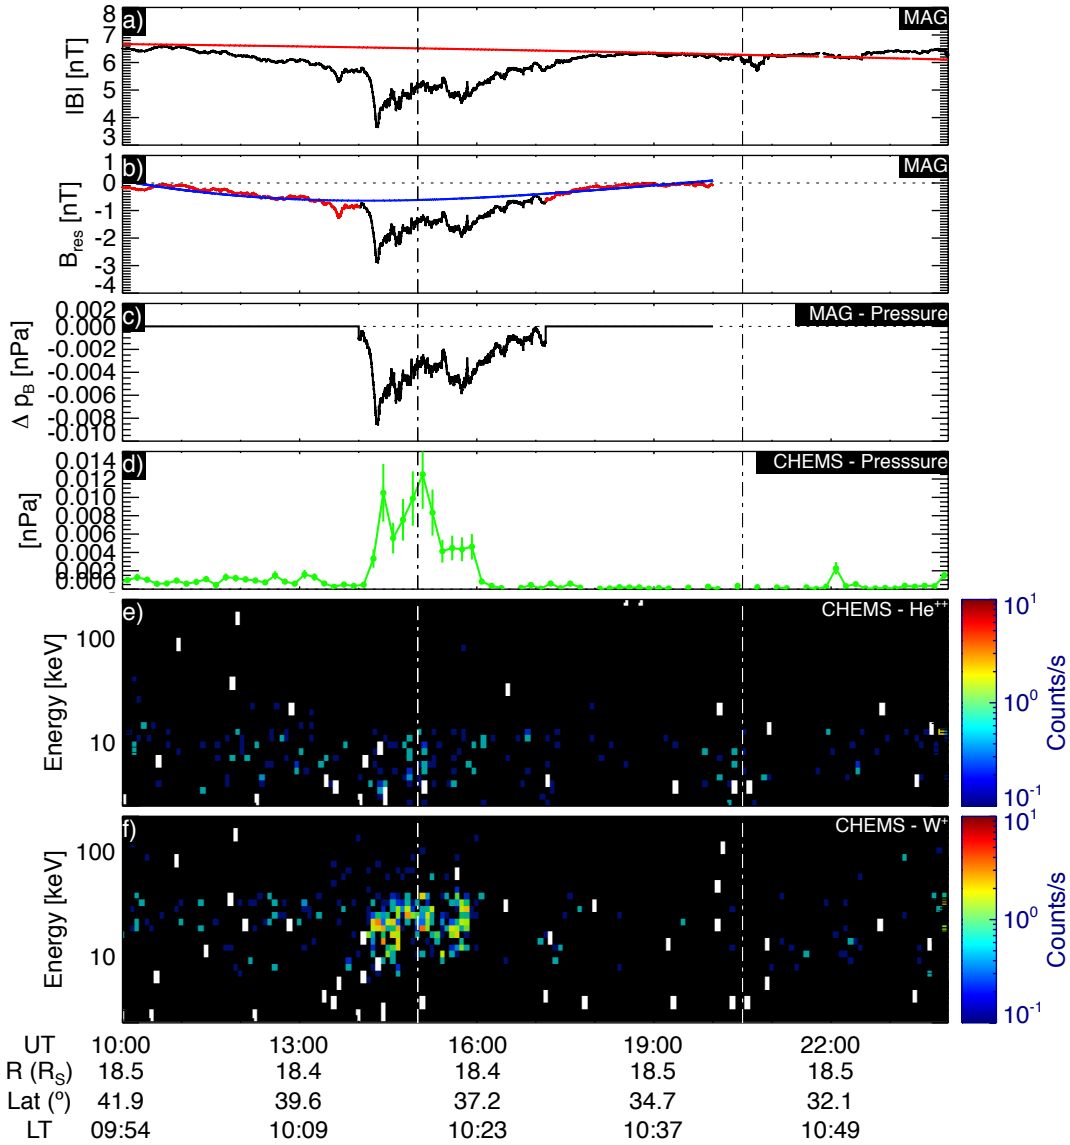 a)
MAG
|B| [nT]
8
7
6
5
4
3
b)
MAG
B_res [nT]
1
0
-1
-2
-3
-4
c)
MAG - Pressure
Δ p_B [nPa]
0.002
0.000
-0.002
-0.004
-0.006
-0.008
-0.010
d)
CHEMS - Presssure
[nPa]
0.014
0.012
0.010
0.008
0.006
0.004
0.002
0.000
e)
CHEMS - He⁺⁺
Energy [keV]
100
10
10¹
10⁰
10⁻¹
Counts/s
f)
CHEMS - W⁺
Energy [keV]
100
10
10¹
10⁰
10⁻¹
Counts/s
UT 10:00 13:00 16:00 19:00 22:00
R (R_S) 18.5 18.4 18.4 18.5 18.5
Lat (º) 41.9 39.6 37.2 34.7 32.1
LT 09:54 10:09 10:23 10:37 10:49